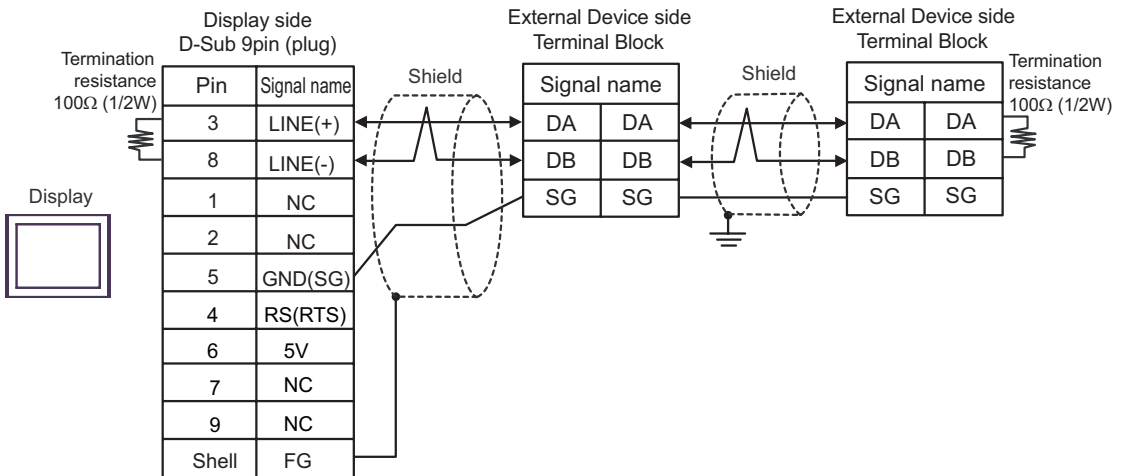 Display side
D-Sub 9pin (plug)
External Device side
Terminal Block
External Device side
Terminal Block
Termination
resistance
100Ω (1/2W)
Shield
Shield
Termination
resistance
100Ω (1/2W)
Pin Signal name
3 LINE(+)
8 LINE(-)
1 NC
2 NC
5 GND(SG)
4 RS(RTS)
6 5V
7 NC
9 NC
Shell FG
Signal name
DA DA
DB DB
SG SG
Signal name
DA DA
DB DB
SG SG
Display